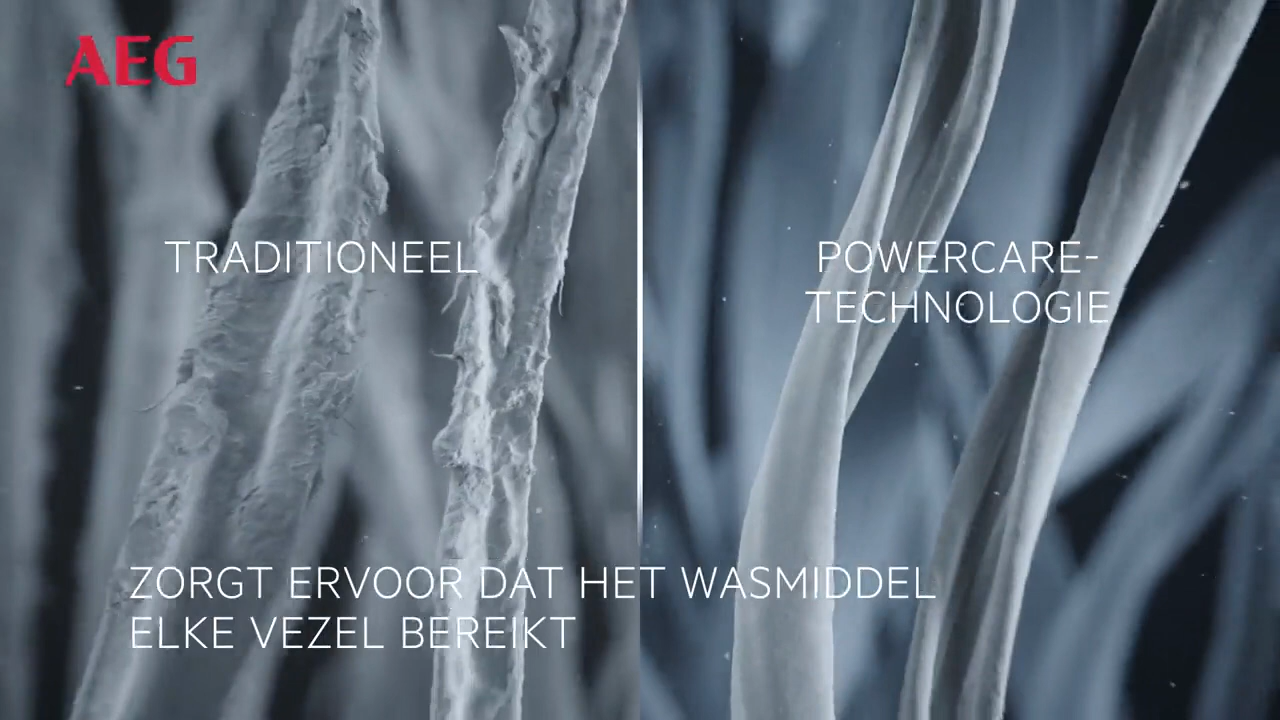 AEG
TRADITIONEEL
POWERCARE-
TECHNOLOGIE
ZORGT ERVOOR DAT HET WASMIDDEL
ELKE VEZEL BEREIKT